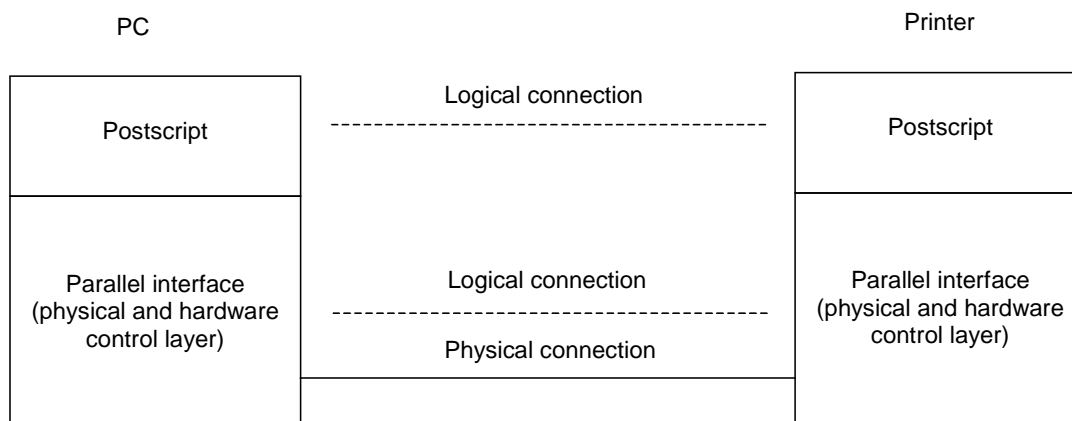 PC
Printer
Postscript
Logical connection
Postscript
Parallel interface
(physical and hardware
control layer)
Logical connection
Physical connection
Parallel interface
(physical and hardware
control layer)